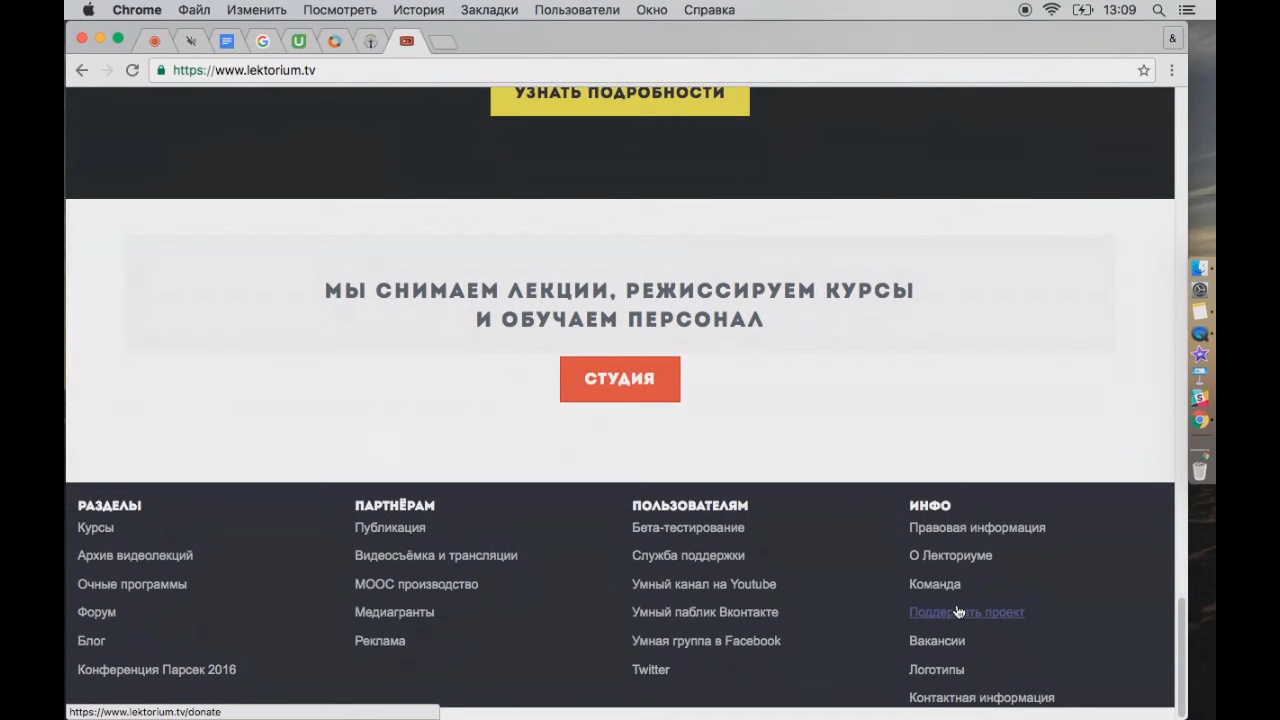 Chrome Файл Изменить Посмотреть История Закладки Пользователи Окно Справка 13:09
https://www.lektorium.tv
УЗНАТЬ ПОДРОБНОСТИ
МЫ СНИМАЕМ ЛЕКЦИИ, РЕЖИССИРУЕМ КУРСЫ
И ОБУЧАЕМ ПЕРСОНАЛ
СТУДИЯ
РАЗДЕЛЫ
Курсы
Архив видеолекций
Очные программы
Форум
Блог
Конференция Парсек 2016
ПАРТНЁРАМ
Публикация
Видеосъёмка и трансляции
МООС производство
Медиагранты
Реклама
ПОЛЬЗОВАТЕЛЯМ
Бета-тестирование
Служба поддержки
Умный канал на Youtube
Умный паблик Вконтакте
Умная группа в Facebook
Twitter
ИНФО
Правовая информация
О Лекториуме
Команда
Поддержать проект
Вакансии
Логотипы
Контактная информация
https://www.lektorium.tv/donate